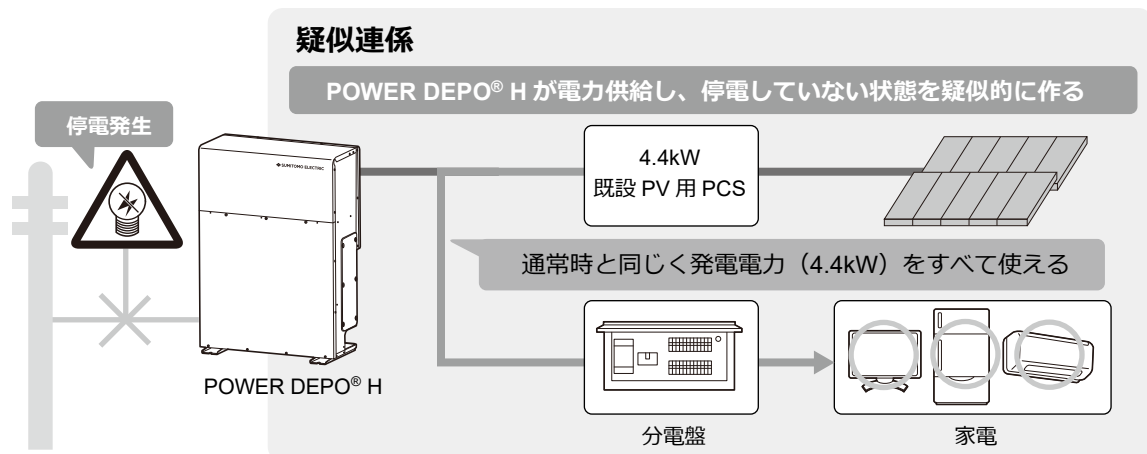 疑似連係
POWER DEPO® H が電力供給し、停電していない状態を疑似的に作る
停電発生
SUMITOMO ELECTRIC
4.4kW
既設 PV 用 PCS
通常時と同じく発電電力（4.4kW）をすべて使える
POWER DEPO® H
分電盤
家電